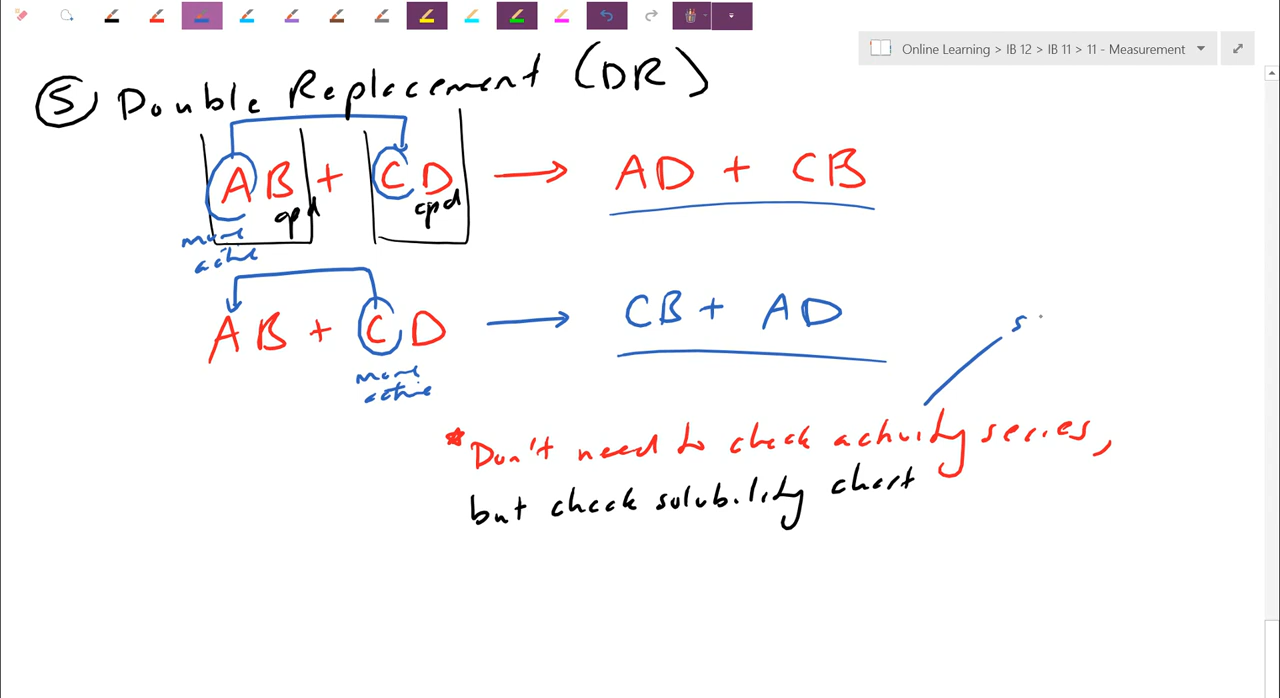 Online Learning > IB 12 > IB 11 > 11 - Measurement
5 Double Replacement (DR)
AB + CD → AD + CB
cpd cpd
more
active
AB + CD → CB + AD
more
active
s
*Don't need to check activity series,
but check solubility chart